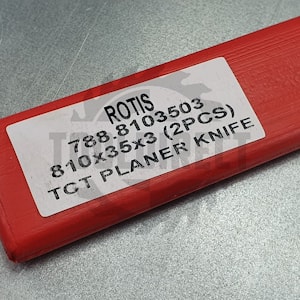 ROTIS
788.8103503
810x35x3 (2PCS)
TCT PLANER KNIFE